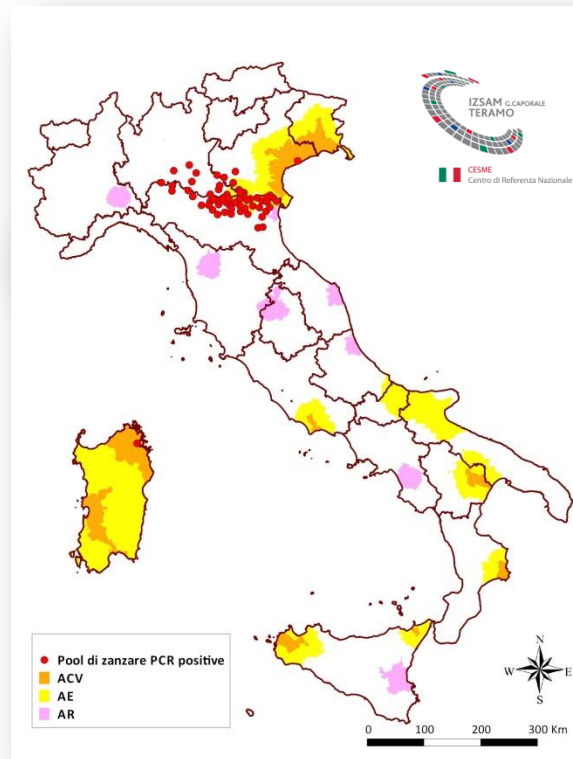 IZSAM G.CAPORALE
TERAMO
CESME
Centro di Referenza Nazionale
Pool di zanzare PCR positive
ACV
AE
AR
N
W E
S
0 100 200 300 Km